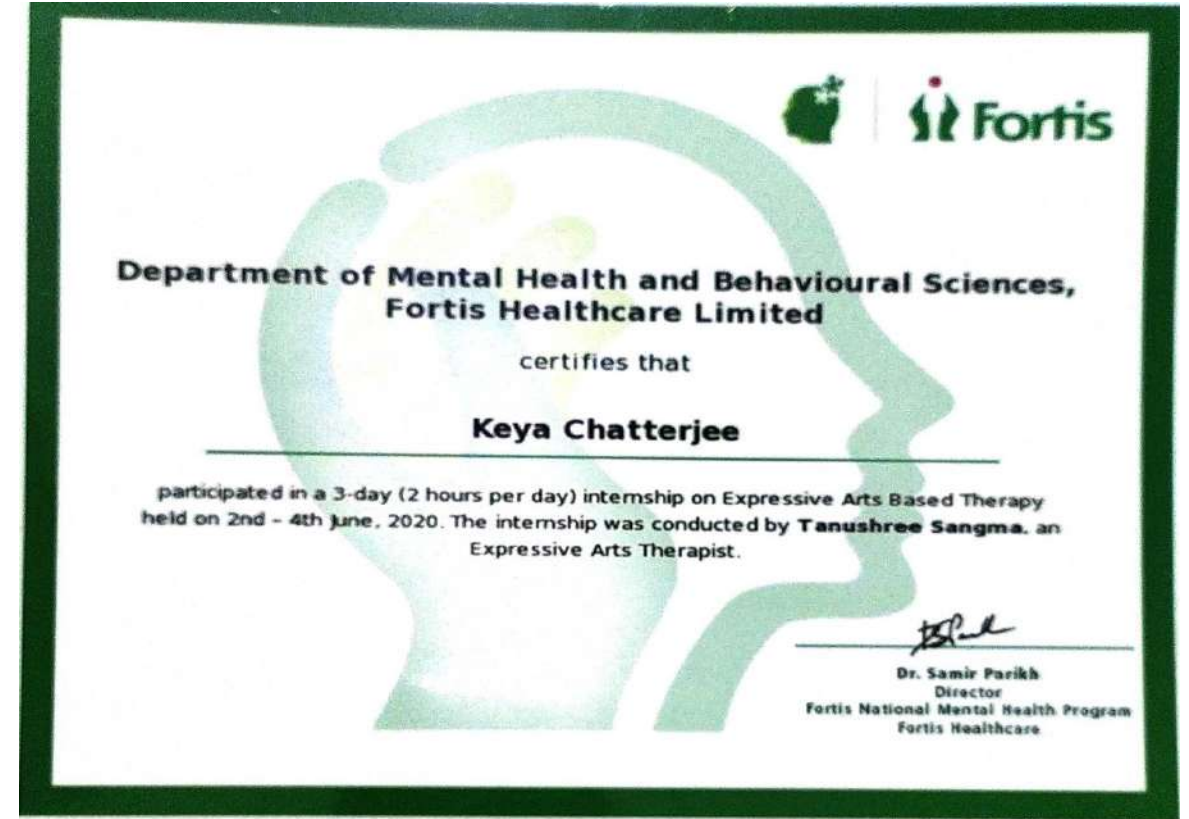 Fortis
Department of Mental Health and Behavioural Sciences,
Fortis Healthcare Limited
certifies that
Keya Chatterjee
participated in a 3-day (2 hours per day) internship on Expressive Arts Based Therapy
held on 2nd – 4th June, 2020. The internship was conducted by Tanushree Sangma, an
Expressive Arts Therapist.
Dr. Samir Parikh
Director
Fortis National Mental Health Program
Fortis Healthcare